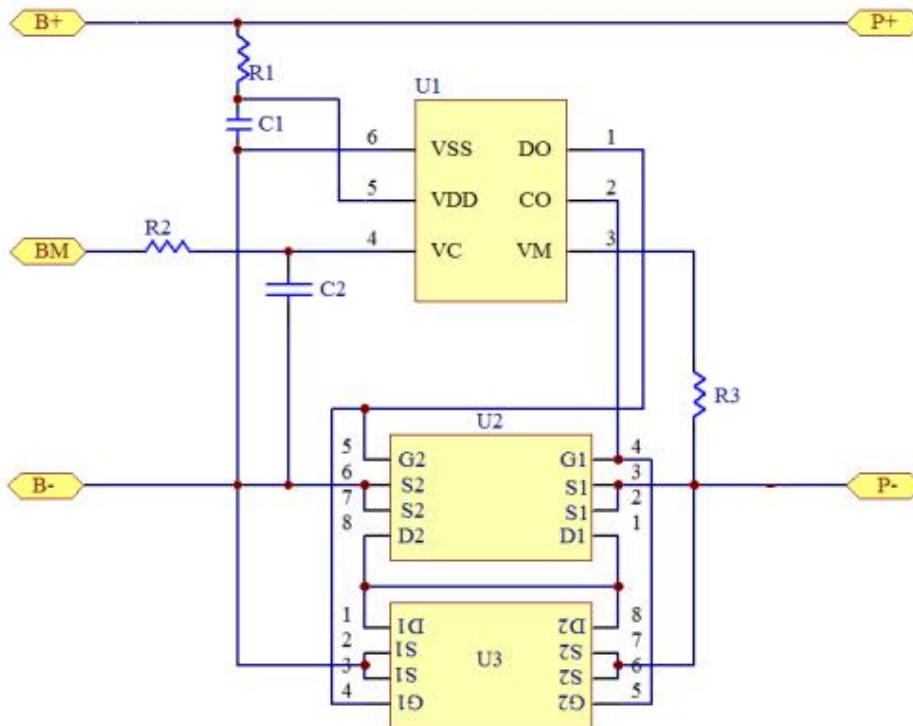 B+ P+
R1
U1
C1
6 VSS DO 1
5 VDD CO 2
R2
BM 4 VC VM 3
C2
R3
U2
5 G2 G1 4
B- 6 S2 S1 3 P-
7 S2 S1 2
8 D2 D1 1
1 D1 D2 8
2 S1 S2 7
U3
3 S1 S2 6
4 G1 G2 5